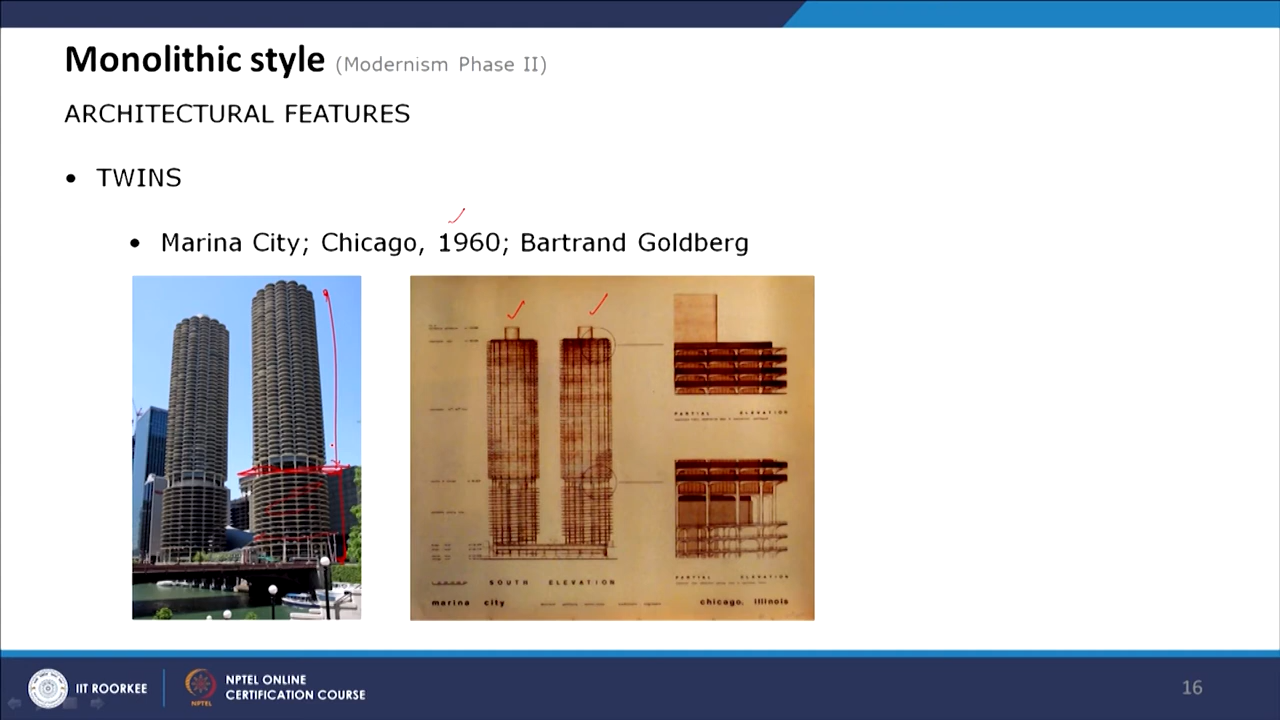 Monolithic style (Modernism Phase II)
ARCHITECTURAL FEATURES
• TWINS
• Marina City; Chicago, 1960; Bartrand Goldberg
PARTIAL ELEVATION
PARTIAL ELEVATION
SOUTH ELEVATION
marina city
chicago, illinois
IIT ROORKEE
NPTEL
NPTEL ONLINE
CERTIFICATION COURSE
16